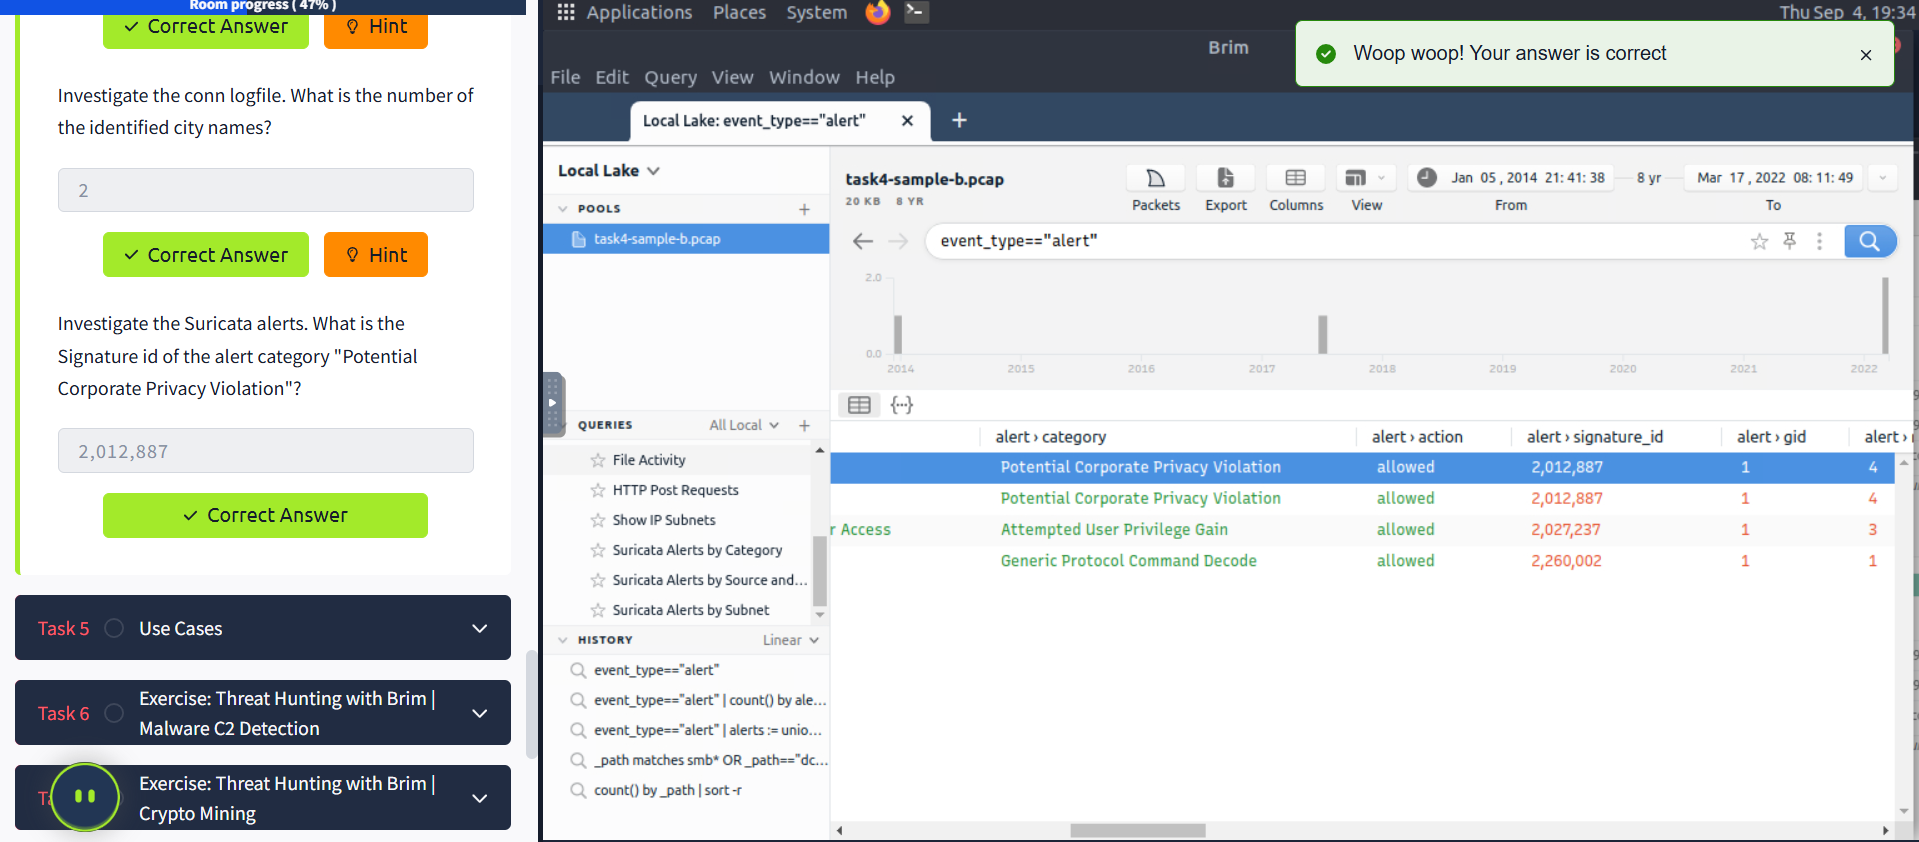 Room progress ( 47% )
Correct Answer
Hint
Investigate the conn logfile. What is the number of
the identified city names?
2
Correct Answer
Hint
Investigate the Suricata alerts. What is the
Signature id of the alert category "Potential
Corporate Privacy Violation"?
2,012,887
Correct Answer
Task 5
Use Cases
Task 6
Exercise: Threat Hunting with Brim |
Malware C2 Detection
Exercise: Threat Hunting with Brim |
Crypto Mining
Applications Places System
Thu Sep 4, 19:34
Brim
Woop woop! Your answer is correct
File Edit Query View Window Help
Local Lake: event_type=="alert"
Local Lake
POOLS
task4-sample-b.pcap
QUERIES
All Local
File Activity
HTTP Post Requests
Show IP Subnets
Suricata Alerts by Category
Suricata Alerts by Source and...
Suricata Alerts by Subnet
HISTORY
Linear
event_type=="alert"
event_type=="alert" | count() by ale...
event_type=="alert" | alerts := unio...
_path matches smb* OR _path=="dc...
count() by _path | sort -r
task4-sample-b.pcap
20 KB 8 YR
Packets
Export
Columns
View
Jan 05 , 2014 21: 41: 38
From
8 yr
Mar 17 , 2022 08: 11: 49
To
event_type=="alert"
2.0
0.0
2014 2015 2016 2017 2018 2019 2020 2021 2022
alert › category alert › action alert › signature_id alert › gid alert ›
Potential Corporate Privacy Violation allowed 2,012,887 1 4
Potential Corporate Privacy Violation allowed 2,012,887 1 4
r Access Attempted User Privilege Gain allowed 2,027,237 1 3
Generic Protocol Command Decode allowed 2,260,002 1 1